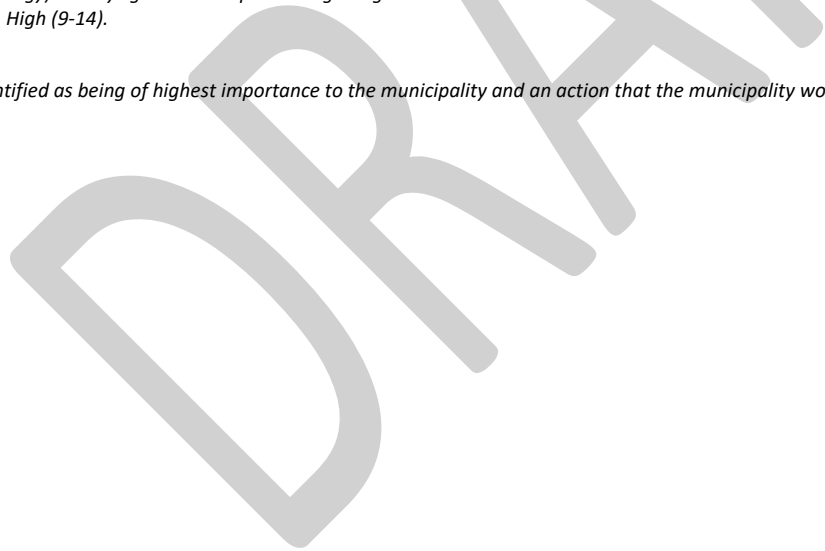 High (9-14).
ntified as being of highest importance to the municipality and an action that the municipality wo
DRA